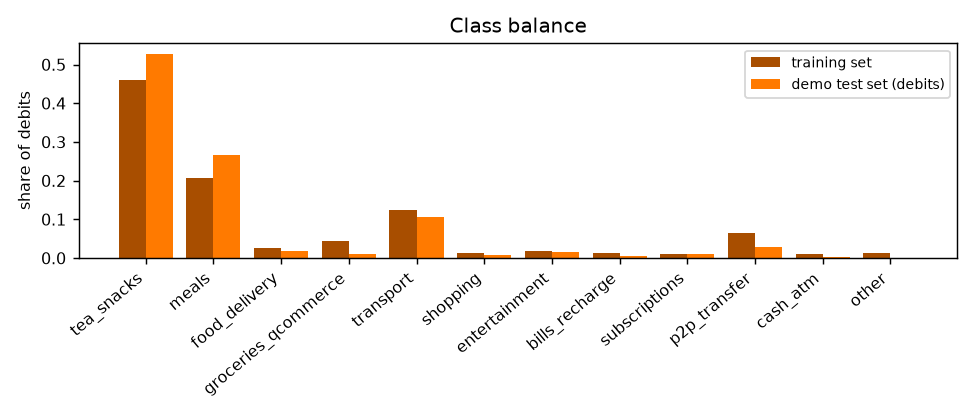 Class balance
share of debits
0.5
0.4
0.3
0.2
0.1
0.0
training set
demo test set (debits)
tea_snacks
meals
food_delivery
groceries_qcommerce
transport
shopping
entertainment
bills_recharge
subscriptions
p2p_transfer
cash_atm
other